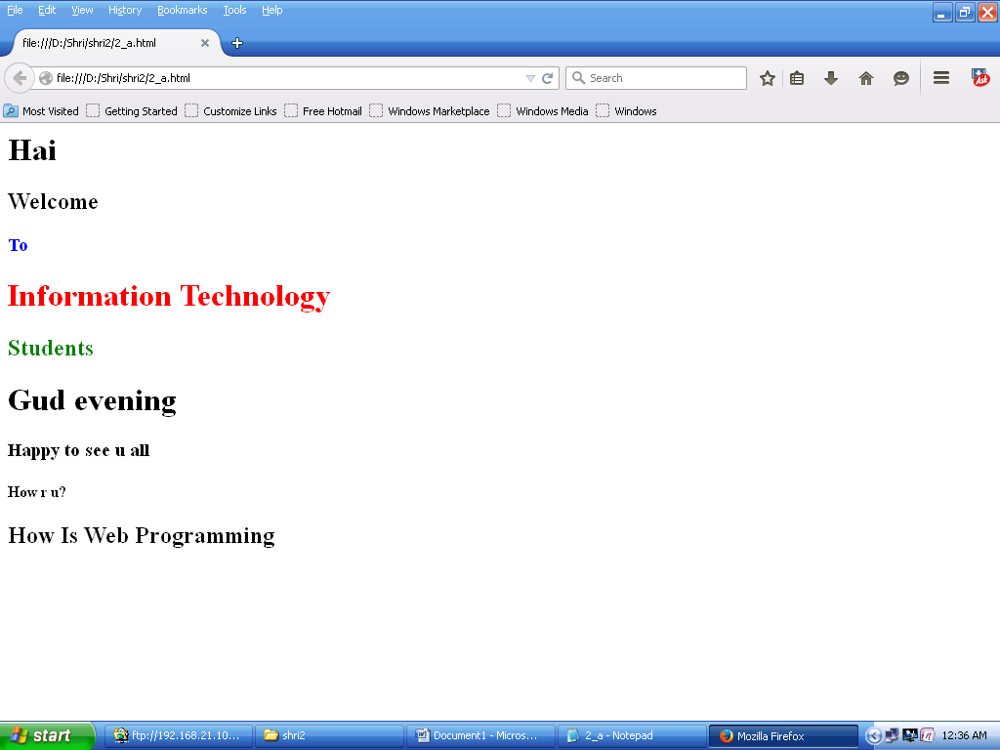 File Edit View History Bookmarks Tools Help
file:///D:/Shri/shri2/2_a.html
file:///D:/Shri/shri2/2_a.html Search
Ask
Most Visited Getting Started Customize Links Free Hotmail Windows Marketplace Windows Media Windows
Hai
Welcome
To
Information Technology
Students
Gud evening
Happy to see u all
How r u?
How Is Web Programming
start ftp://192.168.21.10... shri2 Document1 - Micros... 2_a - Notepad Mozilla Firefox 12:36 AM